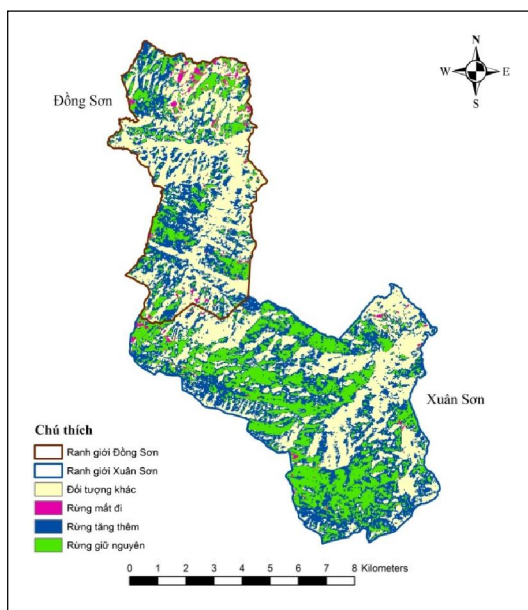 N
W E
S
Đồng Sơn
Xuân Sơn
Chú thích
Ranh giới Đồng Sơn
Ranh giới Xuân Sơn
Đối tượng khác
Rừng mất đi
Rừng tăng thêm
Rừng giữ nguyên
0 1 2 3 4 5 6 7 8 Kilometers